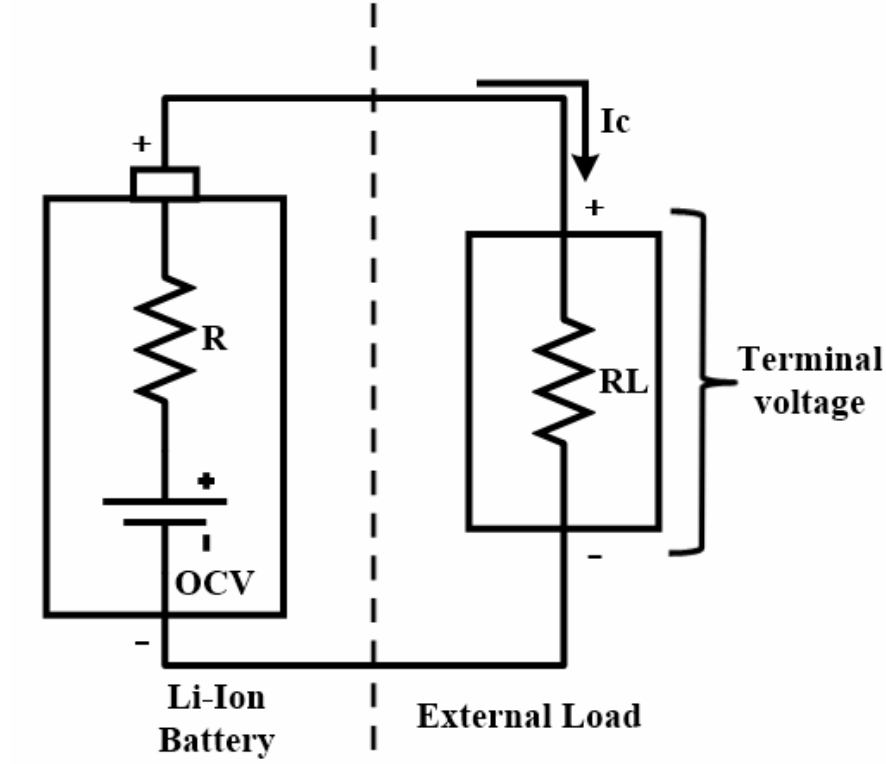 Ic
+
+
R
RL
Terminal
voltage
+
-
OCV
-
-
Li-Ion
Battery
External Load